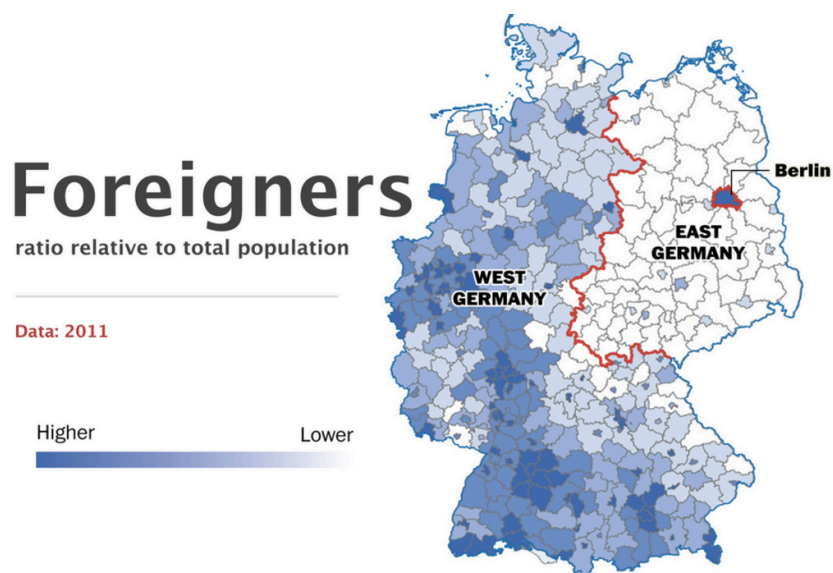 Foreigners
ratio relative to total population
Data: 2011
Higher
Lower
Berlin
EAST
GERMANY
WEST
GERMANY